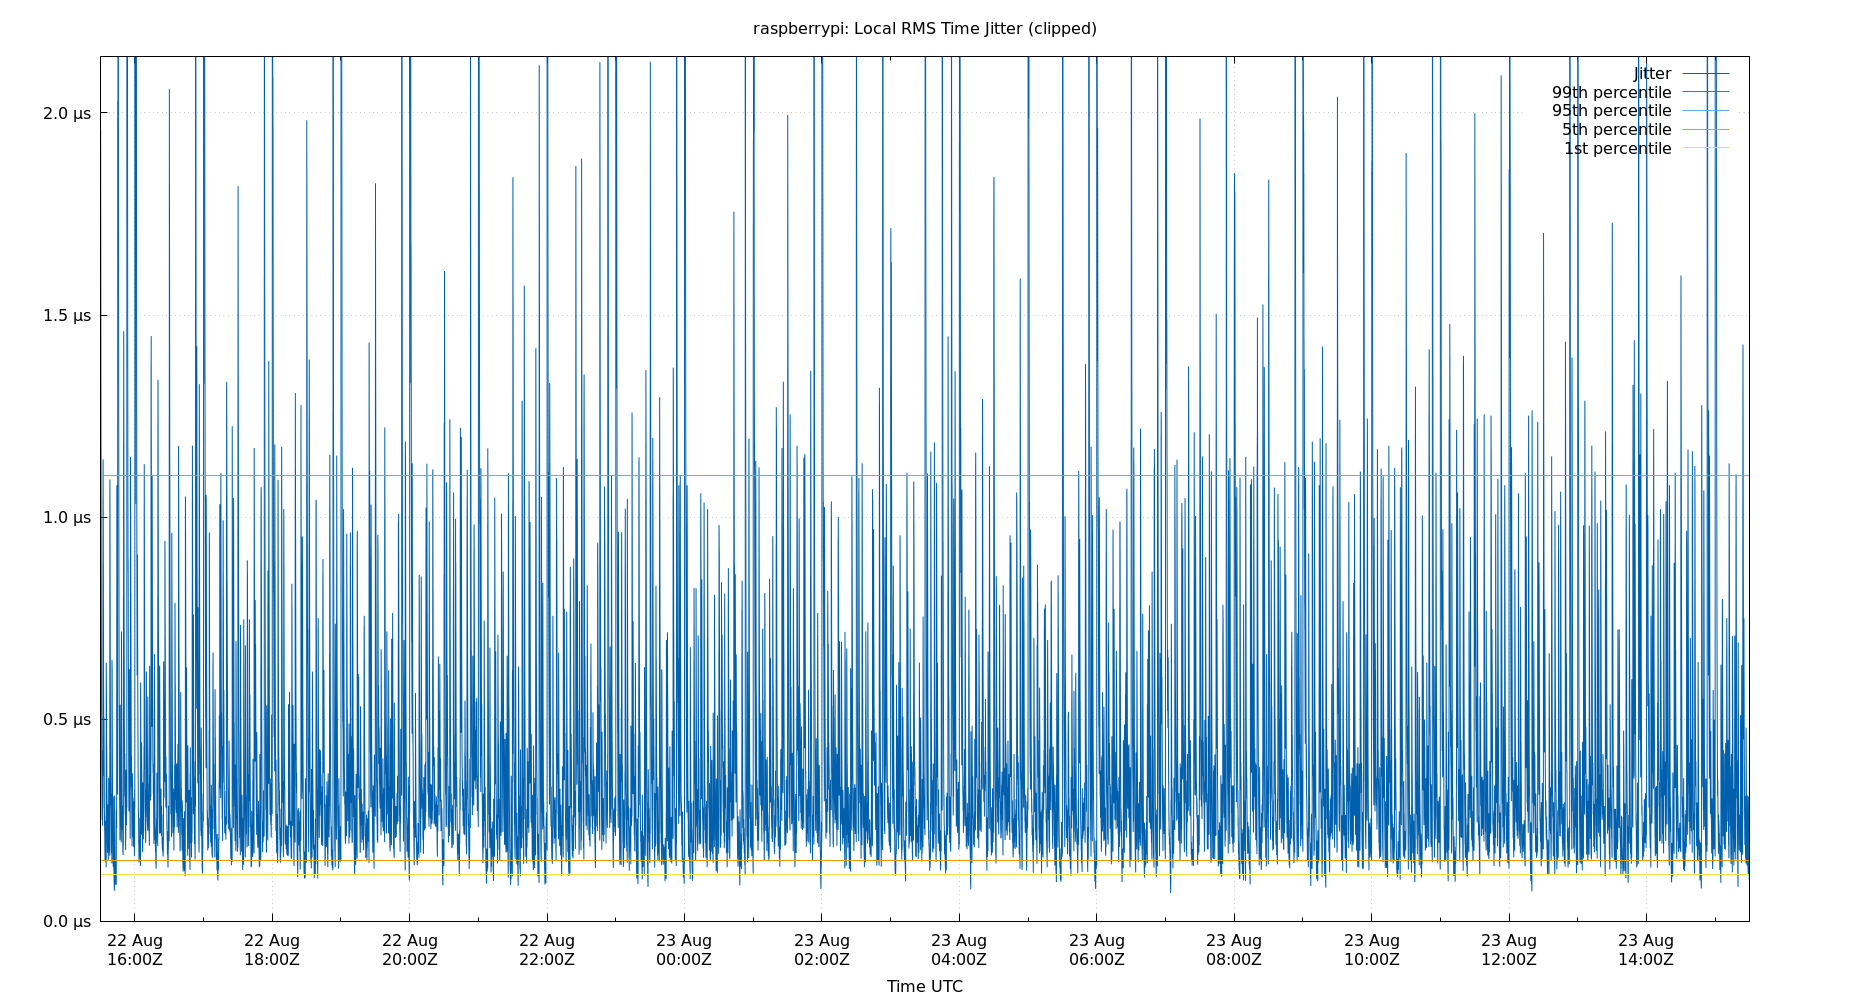 raspberrypi: Local RMS Time Jitter (clipped)
Jitter
99th percentile
95th percentile
5th percentile
1st percentile
2.0 µs
1.5 µs
1.0 µs
0.5 µs
0.0 µs
22 Aug 22 Aug 22 Aug 22 Aug 23 Aug 23 Aug 23 Aug 23 Aug 23 Aug 23 Aug 23 Aug 23 Aug
16:00Z 18:00Z 20:00Z 22:00Z 00:00Z 02:00Z 04:00Z 06:00Z 08:00Z 10:00Z 12:00Z 14:00Z
Time UTC